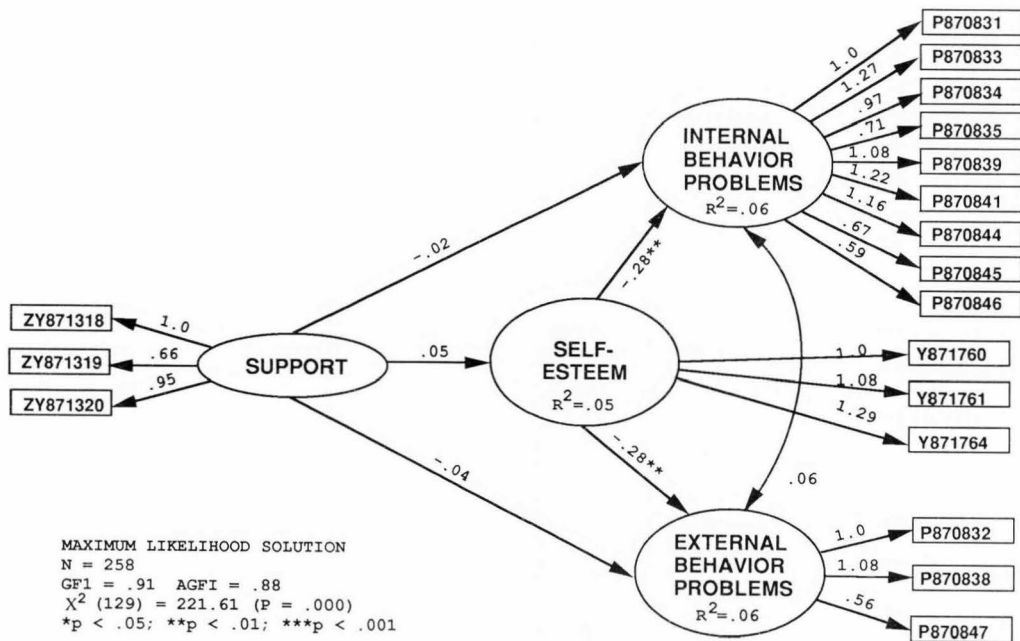 P870831
P870833
P870834
P870835
P870839
P870841
P870844
P870845
P870846
1.0
1.27
.97
.71
1.08
1.22
1.16
.67
.59
INTERNAL
BEHAVIOR
PROBLEMS
R²=.06
-.02
-.28**
ZY871318
ZY871319
ZY871320
1.0
.66
.95
SUPPORT
.05
SELF-
ESTEEM
R²=.05
1.0
1.08
1.29
Y871760
Y871761
Y871764
-.28**
-.04
.06
EXTERNAL
BEHAVIOR
PROBLEMS
R²=.06
1.0
1.08
.56
P870832
P870838
P870847
MAXIMUM LIKELIHOOD SOLUTION
N = 258
GF1 = .91 AGFI = .88
X² (129) = 221.61 (P = .000)
*p < .05; **p < .01; ***p < .001